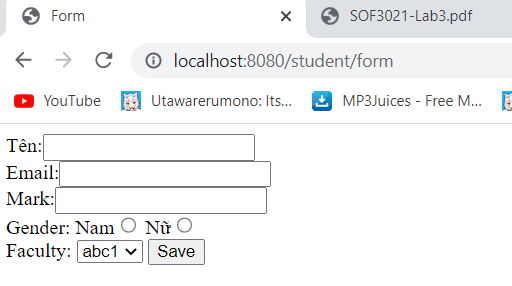 Form
SOF3021-Lab3.pdf
localhost:8080/student/form
YouTube Utawarerumono: Its... MP3Juices - Free M...
Tên:
Email:
Mark:
Gender: Nam Nữ
Faculty: abc1 Save